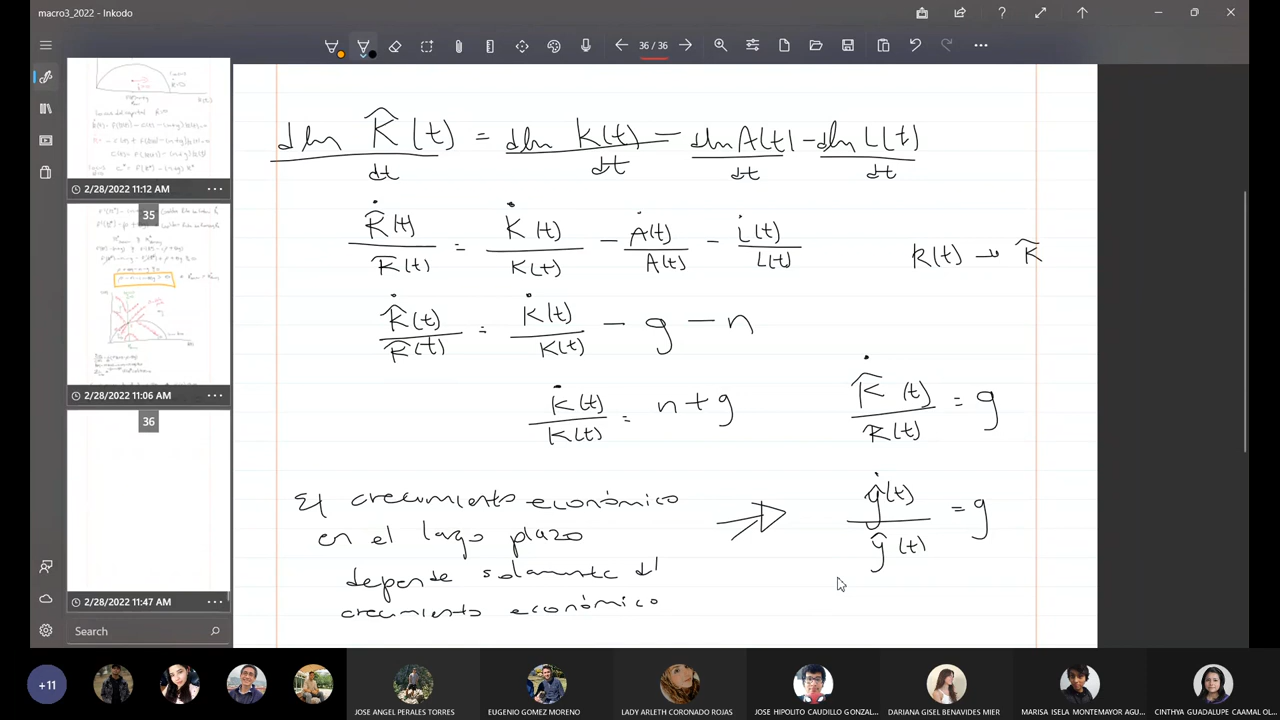 macro3_2022 - Inkodo
36 / 36
2/28/2022 11:12 AM
35
2/28/2022 11:06 AM
36
2/28/2022 11:47 AM
Search
d ln k̂(t)/dt = d ln K(t)/dt - d ln A(t)/dt - d ln L(t)/dt
k̂̇(t)/k̂(t) = K̇(t)/K(t) - Ȧ(t)/A(t) - L̇(t)/L(t)
k(t) → k̂
k̂̇(t)/k̂(t) = K̇(t)/K(t) - g - n
K̇(t)/K(t) = n + g
k̂̇(t)/k(t) = g
El crecimiento económico
en el largo plazo
depende solamente del
crecimiento económico
⇒ ŷ̇(t)/ŷ(t) = g
+11
JOSE ANGEL PERALES TORRES
EUGENIO GOMEZ MORENO
LADY ARLETH CORONADO ROJAS
JOSE HIPOLITO CAUDILLO GONZAL...
DARIANA GISEL BENAVIDES MIER
MARISA ISELA MONTEMAYOR AGU...
CINTHYA GUADALUPE CAAMAL OL...